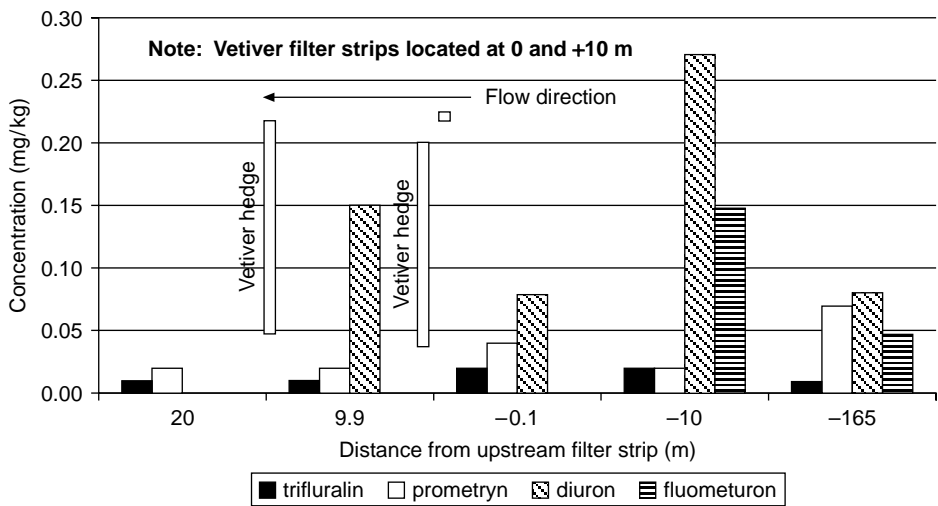 Note: Vetiver filter strips located at 0 and +10 m
Flow direction
Vetiver hedge
Vetiver hedge
Concentration (mg/kg)
0.30
0.25
0.20
0.15
0.10
0.05
0.00
20 9.9 –0.1 –10 –165
Distance from upstream filter strip (m)
trifluralin prometryn diuron fluometuron